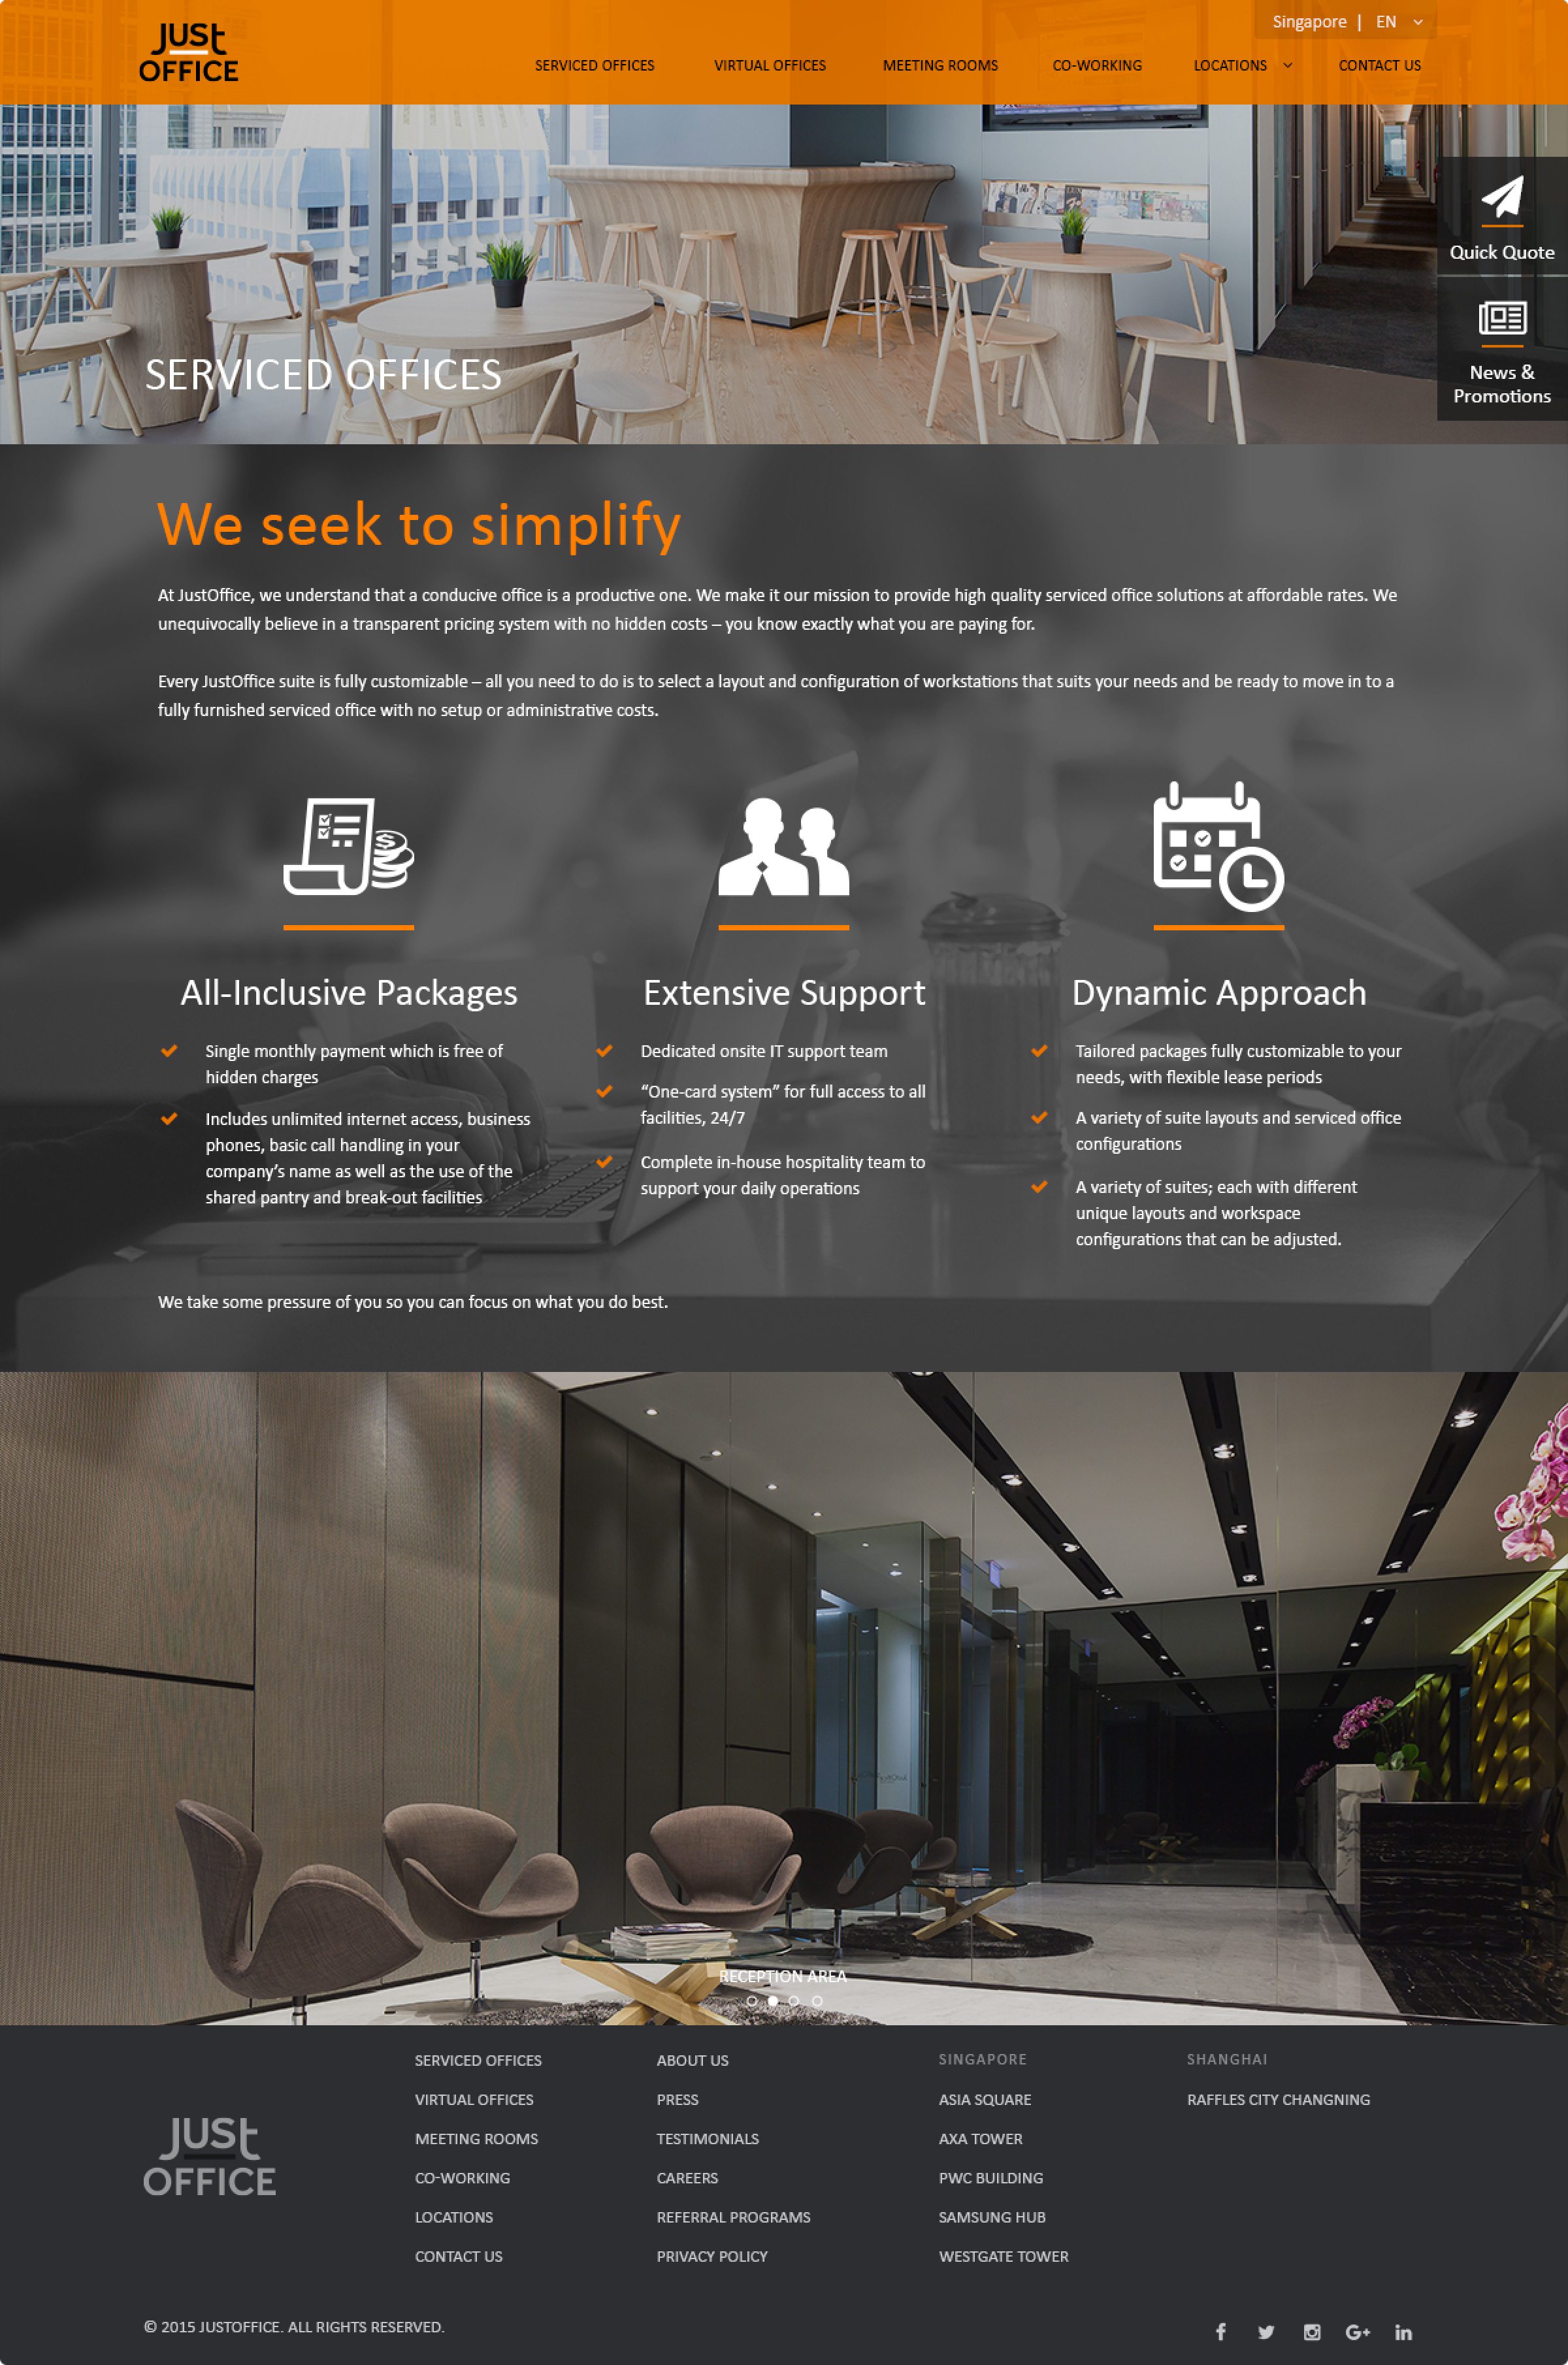 Singapore | EN
JUST
OFFICE
SERVICED OFFICES
VIRTUAL OFFICES
MEETING ROOMS
CO-WORKING
LOCATIONS
CONTACT US
Quick Quote
News &
Promotions
SERVICED OFFICES
We seek to simplify
At JustOffice, we understand that a conducive office is a productive one. We make it our mission to provide high quality serviced office solutions at affordable rates. We
unequivocally believe in a transparent pricing system with no hidden costs – you know exactly what you are paying for.
Every JustOffice suite is fully customizable – all you need to do is to select a layout and configuration of workstations that suits your needs and be ready to move in to a
fully furnished serviced office with no setup or administrative costs.
All-Inclusive Packages
Single monthly payment which is free of
hidden charges
Includes unlimited internet access, business
phones, basic call handling in your
company’s name as well as the use of the
shared pantry and break-out facilities
Extensive Support
Dedicated onsite IT support team
“One-card system” for full access to all
facilities, 24/7
Complete in-house hospitality team to
support your daily operations
Dynamic Approach
Tailored packages fully customizable to your
needs, with flexible lease periods
A variety of suite layouts and serviced office
configurations
A variety of suites; each with different
unique layouts and workspace
configurations that can be adjusted.
We take some pressure of you so you can focus on what you do best.
RECEPTION AREA
JUST
OFFICE
SERVICED OFFICES
VIRTUAL OFFICES
MEETING ROOMS
CO-WORKING
LOCATIONS
CONTACT US
ABOUT US
PRESS
TESTIMONIALS
CAREERS
REFERRAL PROGRAMS
PRIVACY POLICY
SINGAPORE
ASIA SQUARE
AXA TOWER
PWC BUILDING
SAMSUNG HUB
WESTGATE TOWER
SHANGHAI
RAFFLES CITY CHANGNING
© 2015 JUSTOFFICE. ALL RIGHTS RESERVED.